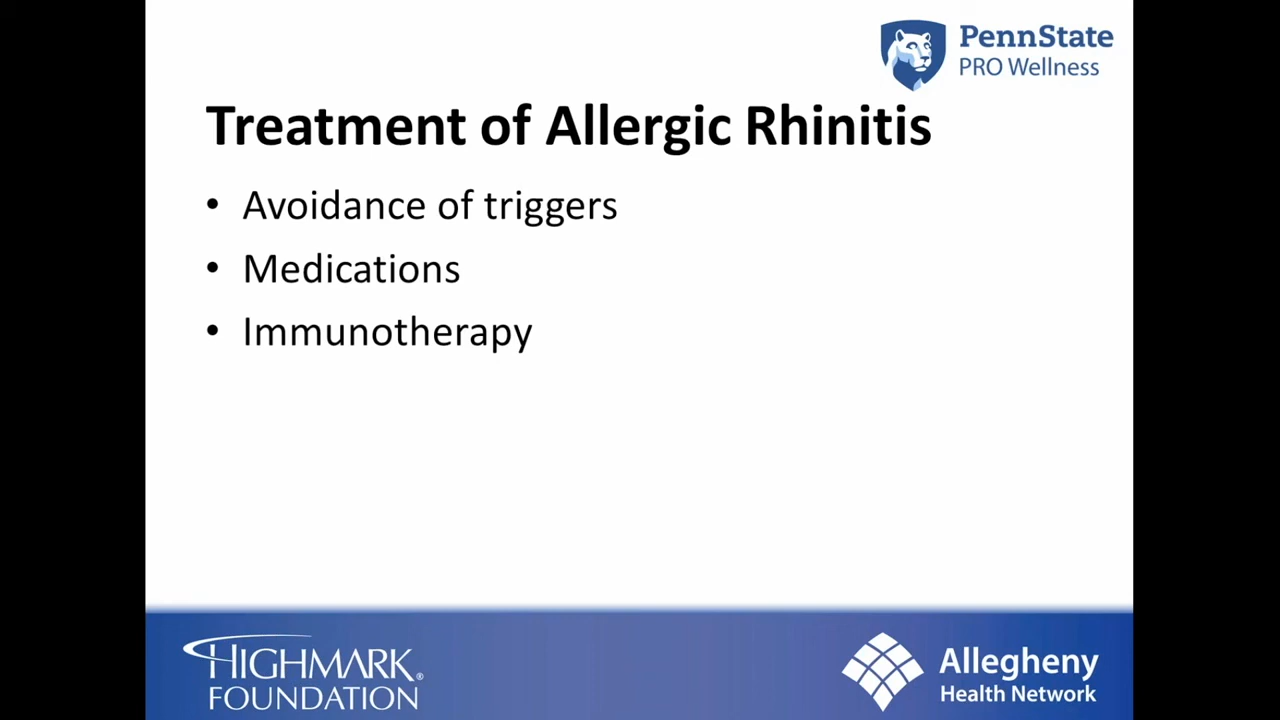 PennState
PRO Wellness
Treatment of Allergic Rhinitis
• Avoidance of triggers
• Medications
• Immunotherapy
HIGHMARK®
FOUNDATION
Allegheny
Health Network